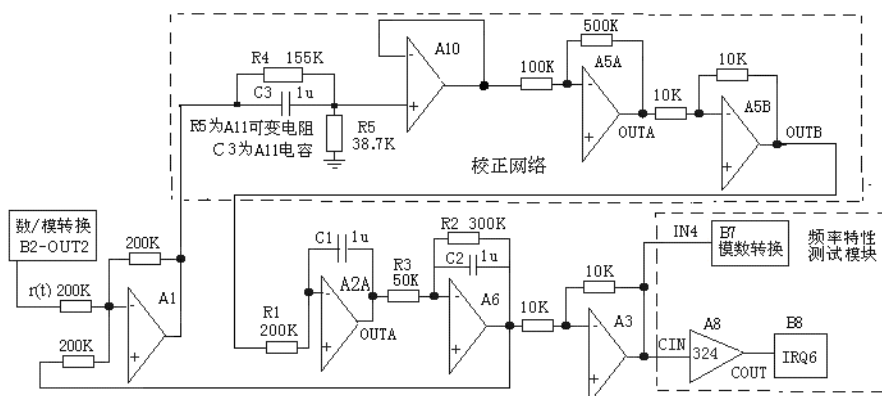 R4 155K
C3
1u
R5为A11可变电阻
C3为A11电容
R5
38.7K
-
+
A10
100K
500K
-
+
A5A
OUTA
10K
10K
-
+
A5B
OUTB
校正网络
数/模转换
B2-OUT2
200K
r(t) 200K
200K
-
+
A1
R1
200K
C1
1u
-
+
A2A
OUTA
R3
50K
R2 300K
C2
1u
-
+
A6
10K
10K
-
+
A3
IN4
B7
模数转换
频率特性
测试模块
CIN
A8
324
COUT
B8
IRQ6